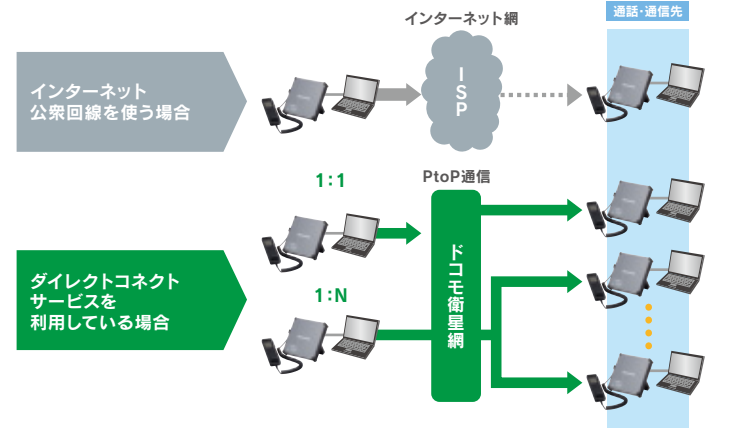 インターネット網
通話・通信先
インターネット
公衆回線を使う場合
ISP
1:1
PtoP通信
ダイレクトコネクト
サービスを
利用している場合
1:N
ドコモ衛星網